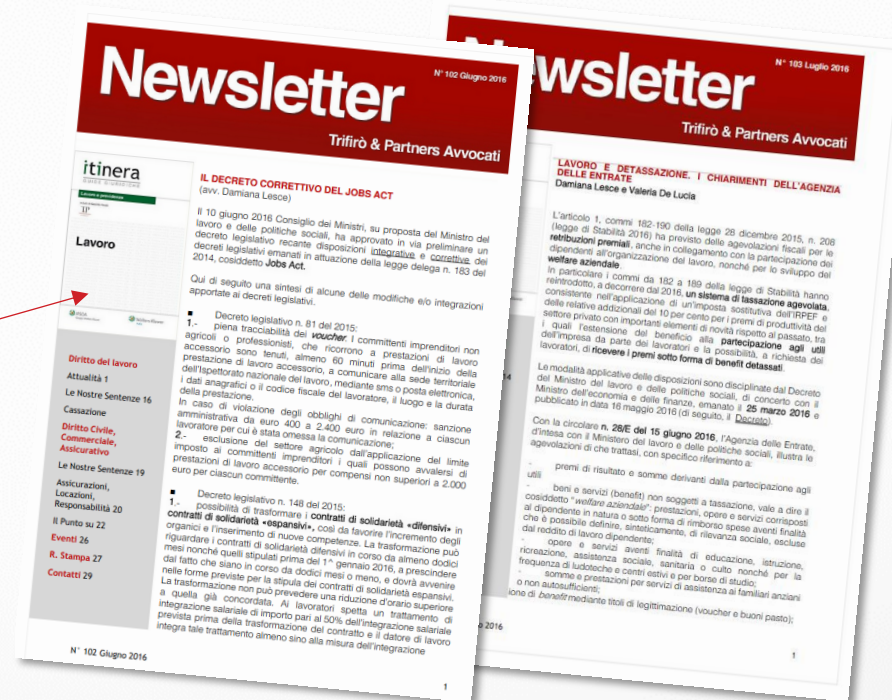 Newsletter
N° 102 Giugno 2016
Trifirò & Partners Avvocati
itinera
GUIDE GIURIDICHE
Lavoro
Diritto del lavoro
Attualità 1
Le Nostre Sentenze 16
Cassazione
Diritto Civile,
Commerciale,
Assicurativo
Le Nostre Sentenze 19
Assicurazioni,
Locazioni,
Responsabilità 20
Il Punto su 22
Eventi 26
R. Stampa 27
Contatti 29
IL DECRETO CORRETTIVO DEL JOBS ACT
(avv. Damiana Lesce)
Il 10 giugno 2016 Consiglio dei Ministri, su proposta del Ministro del
lavoro e delle politiche sociali, ha approvato in via preliminare un
decreto legislativo recante disposizioni integrative e correttive dei
decreti legislativi emanati in attuazione della legge delega n. 183 del
2014, cosiddetto Jobs Act.
Qui di seguito una sintesi di alcune delle modifiche e/o integrazioni
apportate ai decreti legislativi.
▪ Decreto legislativo n. 81 del 2015:
1.- piena tracciabilità dei voucher. I committenti imprenditori non
agricoli o professionisti, che ricorrono a prestazioni di lavoro
accessorio sono tenuti, almeno 60 minuti prima dell'inizio della
prestazione di lavoro accessorio, a comunicare alla sede territoriale
dell'Ispettorato nazionale del lavoro, mediante sms o posta elettronica,
i dati anagrafici o il codice fiscale del lavoratore, il luogo e la durata
della prestazione.
In caso di violazione degli obblighi di comunicazione: sanzione
amministrativa da euro 400 a 2.400 euro in relazione a ciascun
lavoratore per cui è stata omessa la comunicazione;
2.- esclusione del settore agricolo dall'applicazione del limite
imposto ai committenti imprenditori i quali possono avvalersi di
prestazioni di lavoro accessorio per compensi non superiori a 2.000
euro per ciascun committente.
▪ Decreto legislativo n. 148 del 2015:
1.- possibilità di trasformare i contratti di solidarietà «difensivi» in
contratti di solidarietà «espansivi», così da favorire l'incremento degli
organici e l'inserimento di nuove competenze. La trasformazione può
riguardare i contratti di solidarietà difensivi in corso da almeno dodici
mesi nonché quelli stipulati prima del 1^ gennaio 2016, a prescindere
dal fatto che siano in corso da dodici mesi o meno, e dovrà avvenire
nelle forme previste per la stipula dei contratti di solidarietà espansivi.
La trasformazione non può prevedere una riduzione d'orario superiore
a quella già concordata. Ai lavoratori spetta un trattamento di
integrazione salariale di importo pari al 50% dell'integrazione salariale
prevista prima della trasformazione del contratto e il datore di lavoro
integra tale trattamento almeno sino alla misura dell'integrazione
N° 102 Giugno 2016
1
wsletter
N° 103 Luglio 2016
Trifirò & Partners Avvocati
LAVORO E DETASSAZIONE. I CHIARIMENTI DELL'AGENZIA
DELLE ENTRATE
Damiana Lesce e Valeria De Lucia
L'articolo 1, commi 182-190 della legge 28 dicembre 2015, n. 208
(legge di Stabilità 2016) ha previsto delle agevolazioni fiscali per le
retribuzioni premiali, anche in collegamento con la partecipazione dei
dipendenti all'organizzazione del lavoro, nonché per lo sviluppo del
welfare aziendale.
In particolare i commi da 182 a 189 della legge di Stabilità hanno
reintrodotto, a decorrere dal 2016, un sistema di tassazione agevolata,
consistente nell'applicazione di un'imposta sostitutiva dell'IRPEF e
delle relative addizionali del 10 per cento per i premi di produttività del
settore privato con importanti elementi di novità rispetto al passato, tra
i quali l'estensione del beneficio alla partecipazione agli utili
dell'impresa da parte dei lavoratori e la possibilità, a richiesta dei
lavoratori, di ricevere i premi sotto forma di benefit detassati.
Le modalità applicative delle disposizioni sono disciplinate dal Decreto
del Ministro del lavoro e delle politiche sociali, di concerto con il
Ministro dell'economia e delle finanze, emanato il 25 marzo 2016 e
pubblicato in data 16 maggio 2016 (di seguito, il Decreto).
Con la circolare n. 28/E del 15 giugno 2016, l'Agenzia delle Entrate,
d'intesa con il Ministero del lavoro e delle politiche sociali, illustra le
agevolazioni di che trattasi, con specifico riferimento a:
- premi di risultato e somme derivanti dalla partecipazione agli
utili
- beni e servizi (benefit) non soggetti a tassazione, vale a dire il
cosiddetto "welfare aziendale": prestazioni, opere e servizi corrisposti
al dipendente in natura o sotto forma di rimborso spese aventi finalità
che è possibile definire, sinteticamente, di rilevanza sociale, escluse
dal reddito di lavoro dipendente;
- opere e servizi aventi finalità di educazione, istruzione,
ricreazione, assistenza sociale, sanitaria o culto nonché per la
frequenza di ludoteche e centri estivi e per borse di studio;
- somme e prestazioni per servizi di assistenza ai familiari anziani
o non autosufficienti;
ione di benefit mediante titoli di legittimazione (voucher e buoni pasto);
o 2016
1